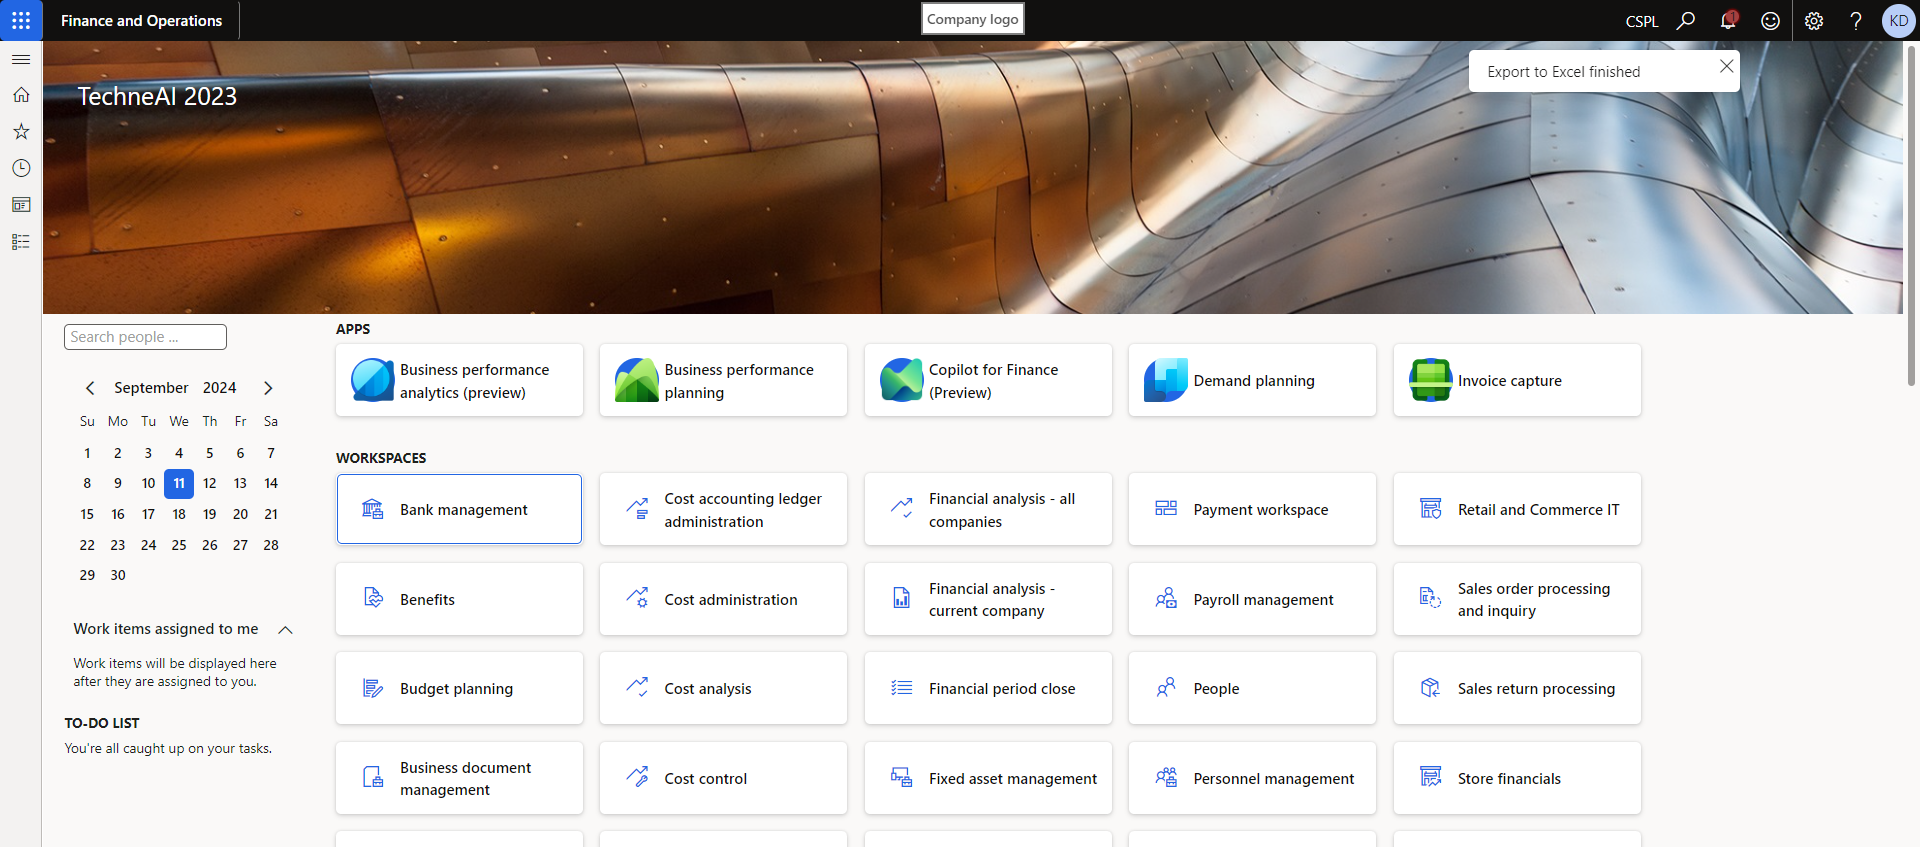 Finance and Operations
Company logo
CSPL
1
KD
TechneAI 2023
Export to Excel finished
Search people ...
September 2024
Su Mo Tu We Th Fr Sa
1 2 3 4 5 6 7
8 9 10 11 12 13 14
15 16 17 18 19 20 21
22 23 24 25 26 27 28
29 30
Work items assigned to me
Work items will be displayed here
after they are assigned to you.
TO-DO LIST
You're all caught up on your tasks.
APPS
Business performance
analytics (preview)
Business performance
planning
Copilot for Finance
(Preview)
Demand planning
Invoice capture
WORKSPACES
Bank management
Cost accounting ledger
administration
Financial analysis - all
companies
Payment workspace
Retail and Commerce IT
Benefits
Cost administration
Financial analysis -
current company
Payroll management
Sales order processing
and inquiry
Budget planning
Cost analysis
Financial period close
People
Sales return processing
Business document
management
Cost control
Fixed asset management
Personnel management
Store financials